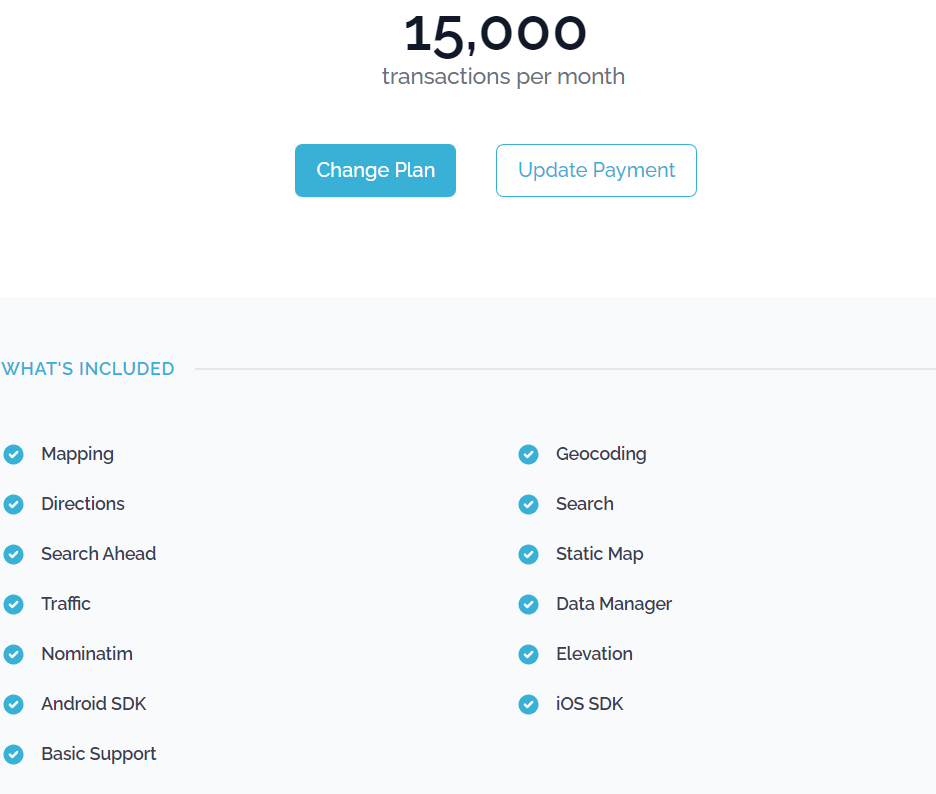 15,000
transactions per month
Change Plan
Update Payment
WHAT'S INCLUDED
Mapping
Geocoding
Directions
Search
Search Ahead
Static Map
Traffic
Data Manager
Nominatim
Elevation
Android SDK
iOS SDK
Basic Support